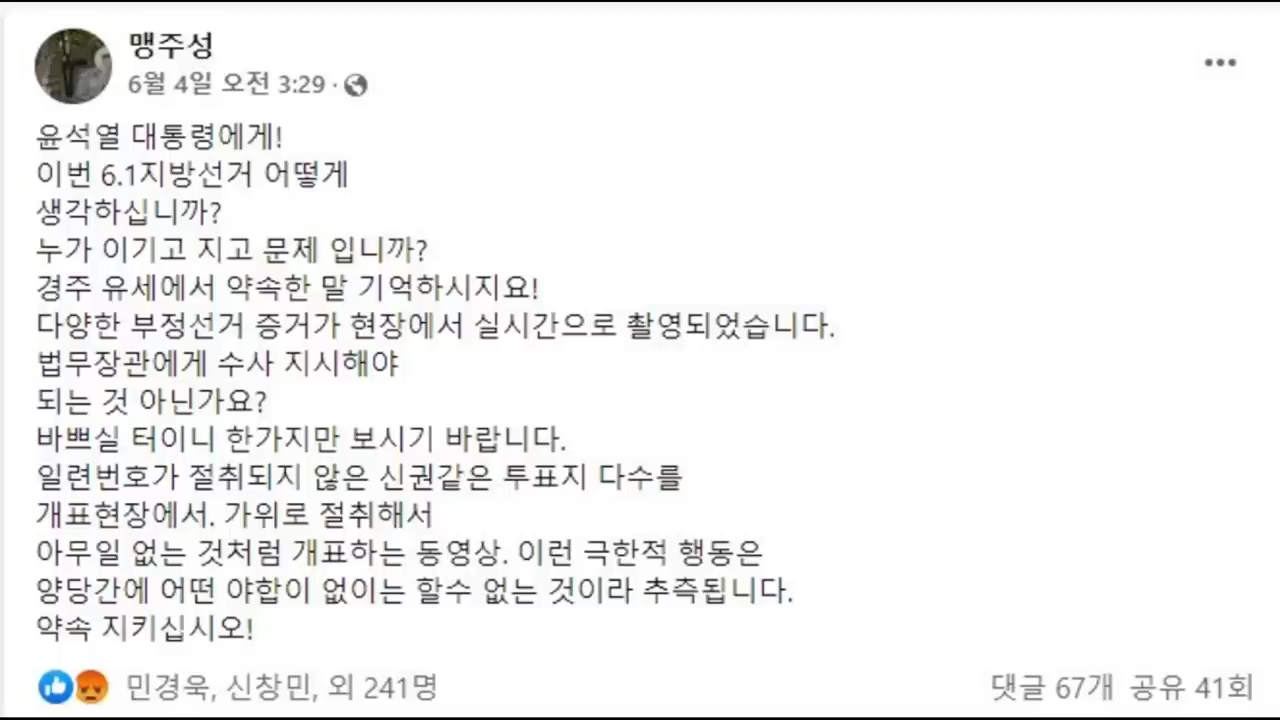 맹주성
6월 4일 오전 3:29 ·
윤석열 대통령에게!
이번 6.1지방선거 어떻게
생각하십니까?
누가 이기고 지고 문제 입니까?
경주 유세에서 약속한 말 기억하시지요!
다양한 부정선거 증거가 현장에서 실시간으로 촬영되었습니다.
법무장관에게 수사 지시해야
되는 것 아닌가요?
바쁘실 터이니 한가지만 보시기 바랍니다.
일련번호가 절취되지 않은 신권같은 투표지 다수를
개표현장에서. 가위로 절취해서
아무일 없는 것처럼 개표하는 동영상. 이런 극한적 행동은
양당간에 어떤 야합이 없이는 할수 없는 것이라 추측됩니다.
약속 지키십시오!
민경욱, 신창민, 외 241명
댓글 67개 공유 41회